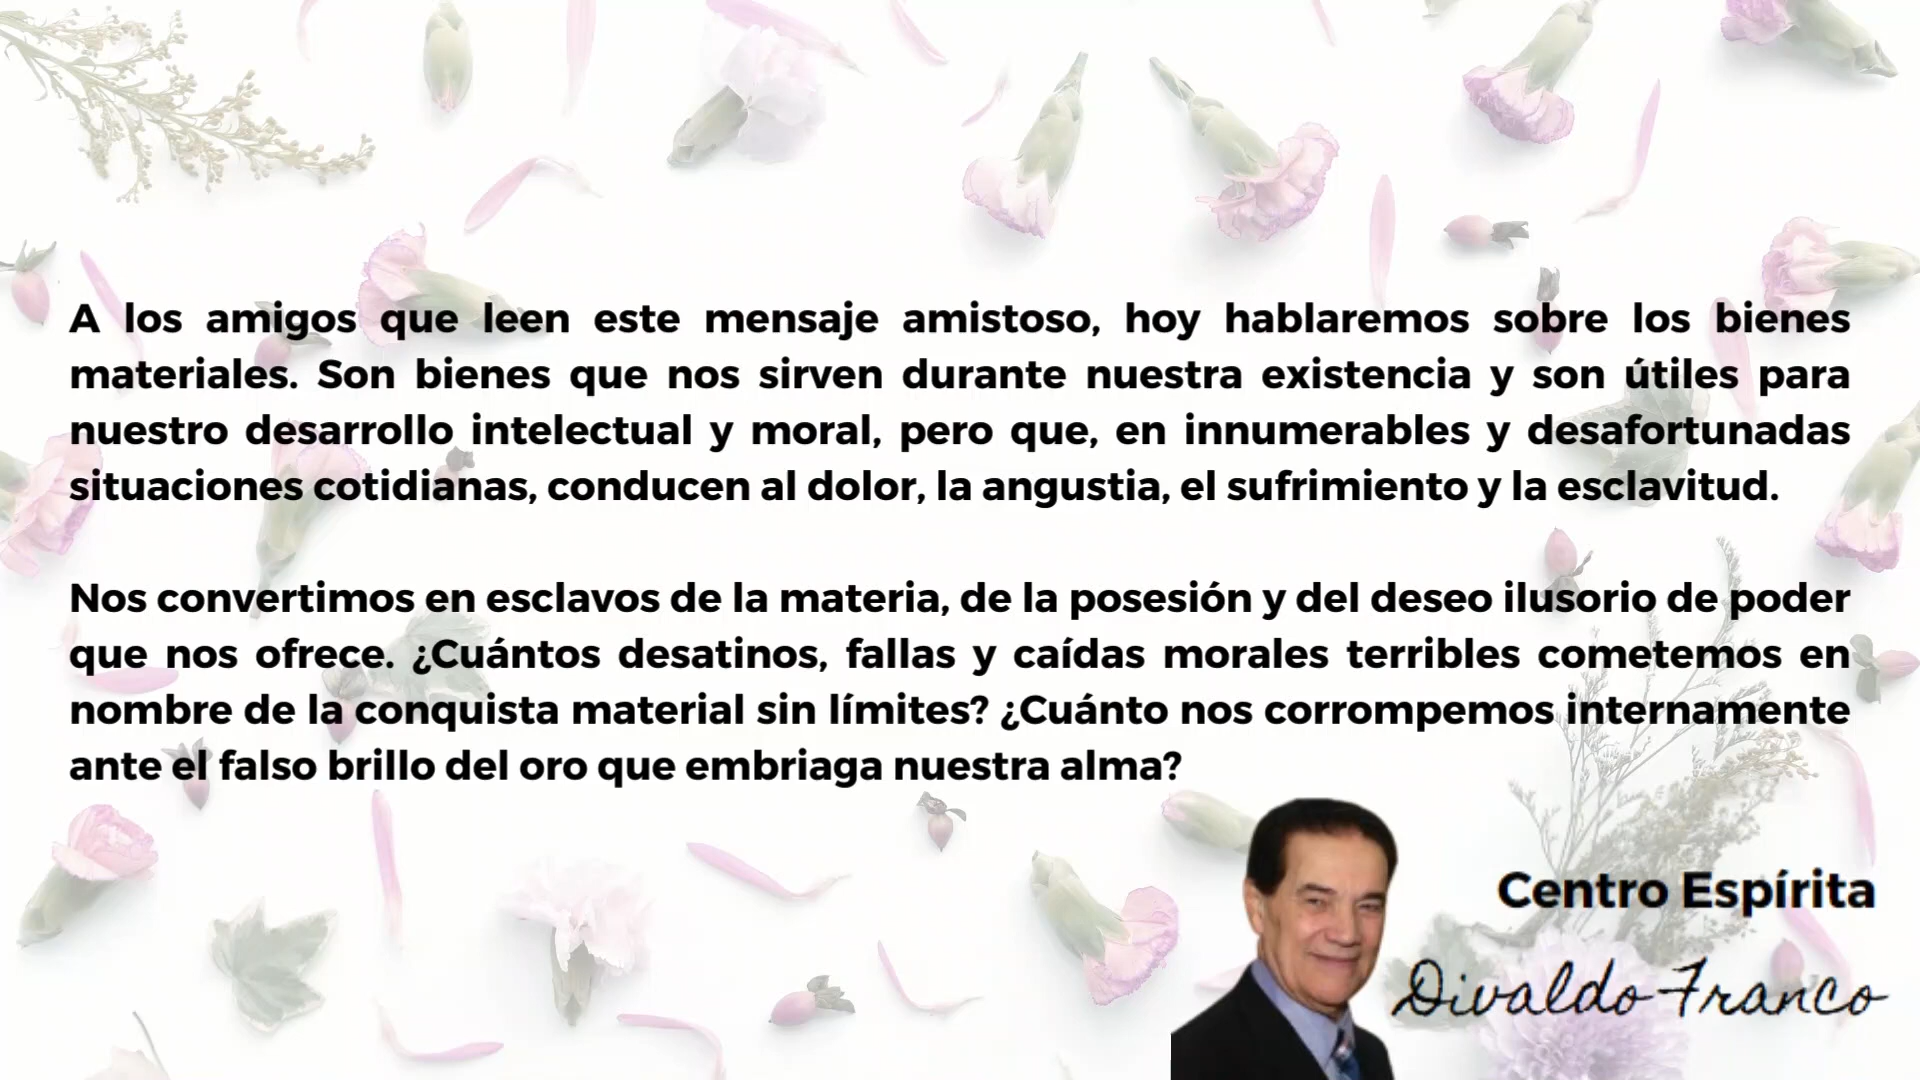 A los amigos que leen este mensaje amistoso, hoy hablaremos sobre los bienes
materiales. Son bienes que nos sirven durante nuestra existencia y son útiles para
nuestro desarrollo intelectual y moral, pero que, en innumerables y desafortunadas
situaciones cotidianas, conducen al dolor, la angustia, el sufrimiento y la esclavitud.
Nos convertimos en esclavos de la materia, de la posesión y del deseo ilusorio de poder
que nos ofrece. ¿Cuántos desatinos, fallas y caídas morales terribles cometemos en
nombre de la conquista material sin límites? ¿Cuánto nos corrompemos internamente
ante el falso brillo del oro que embriaga nuestra alma?
Centro Espírita
Divaldo Franco